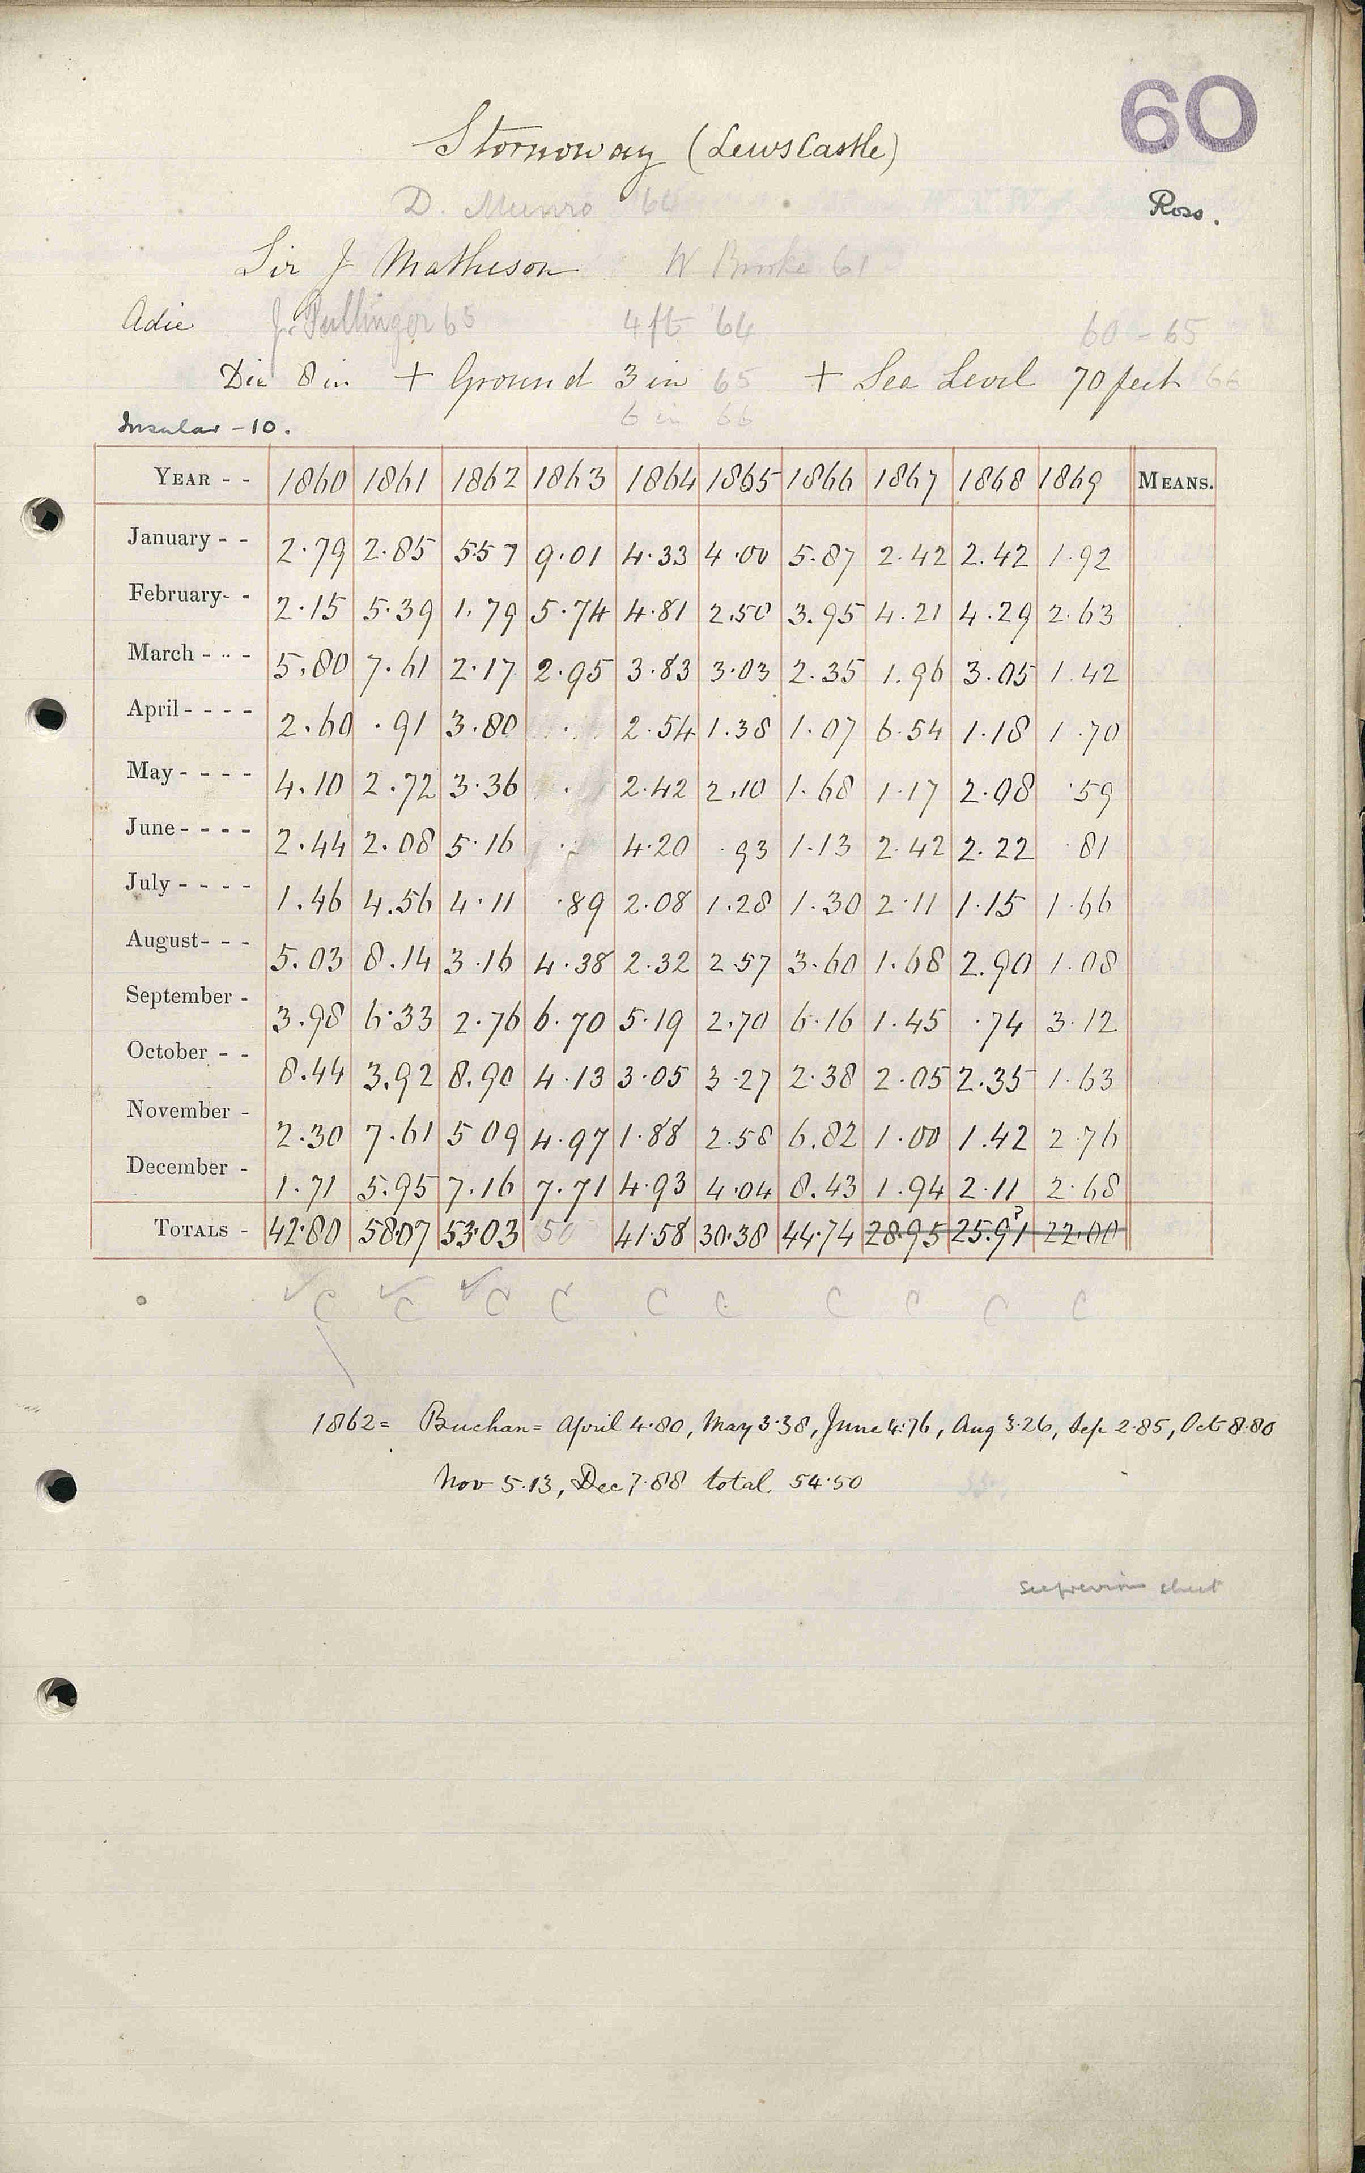 60
Stornoway (Lewscastle)
D. Munro 64
Ross.
Sir J Matheson W Brooke 61
Adie J. Pullinger 65 4 ft 64 60 - 65
Dia 8 in + Ground 3 in 65 + Sea Level 70 feet 66
Insular - 10. 6 in 66
YEAR - - 1860 1861 1862 1863 1864 1865 1866 1867 1868 1869 MEANS.
January - - 2.79 2.85 5.57 9.01 4.33 4.00 5.87 2.42 2.42 1.92
February- - 2.15 5.39 1.79 5.74 4.81 2.50 3.95 4.21 4.29 2.63
March - - - 5.80 7.61 2.17 2.95 3.83 3.03 2.35 1.96 3.05 1.42
April - - - - 2.60 .91 3.80 . 2.54 1.38 1.07 6.54 1.18 1.70
May - - - - 4.10 2.72 3.36 . 2.42 2.10 1.68 1.17 2.08 .59
June - - - - 2.44 2.08 5.16 . 4.20 .93 1.13 2.42 2.22 .81
July - - - - 1.46 4.56 4.11 .89 2.08 1.28 1.30 2.11 1.15 1.66
August- - - 5.03 8.14 3.16 4.38 2.32 2.57 3.60 1.68 2.90 1.08
September - 3.98 6.33 2.76 6.70 5.19 2.70 6.16 1.45 .74 3.12
October - - 8.44 3.92 8.90 4.13 3.05 3.27 2.38 2.05 2.35 1.63
November - 2.30 7.61 5 09 4.97 1.88 2.58 6.82 1.00 1.42 2.76
December - 1.71 5.95 7.16 7.71 4.93 4.04 8.43 1.94 2.11 2.68
TOTALS - 42.80 58.07 53.03 50 41.58 30.38 44.74 28.95 25.91? 22.00
C C C C C C C C C C
1862 = Buchan = April 4.80, May 3.38, June 4.76, Aug 3.26, Sep 2.85, Oct 8.80
Nov 5.13, Dec 7.88 total 54.50
See previous sheet